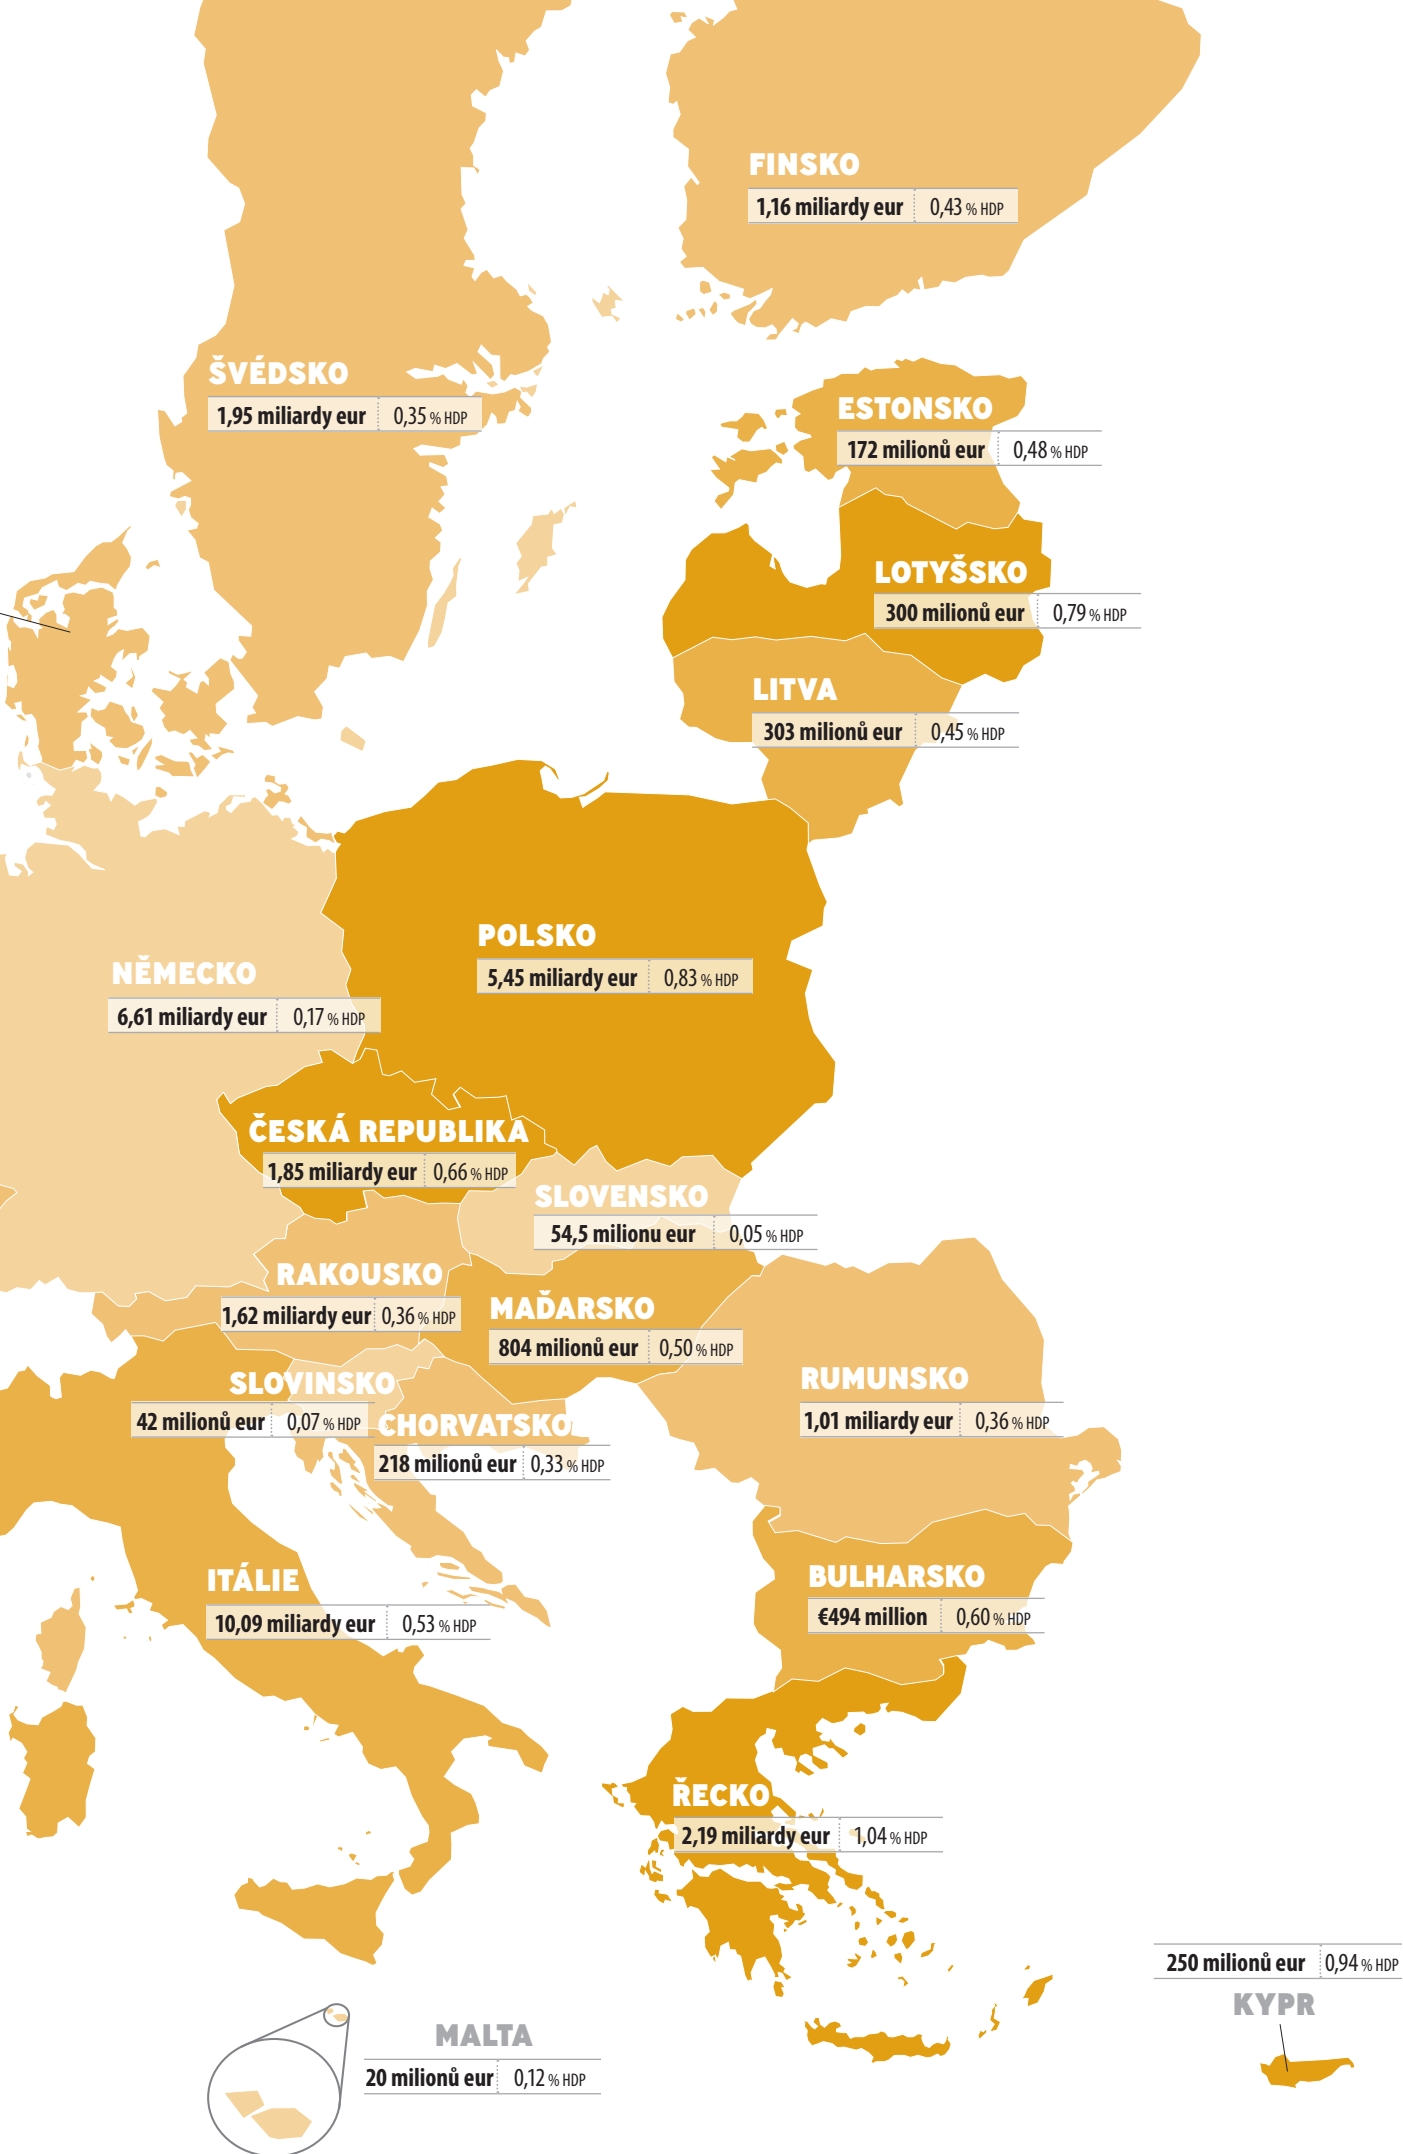 FINSKO
1,16 miliardy eur 0,43 % HDP
ŠVÉDSKO
1,95 miliardy eur 0,35 % HDP
ESTONSKO
172 milionů eur 0,48 % HDP
LOTYŠSKO
300 milionů eur 0,79 % HDP
LITVA
303 milionů eur 0,45 % HDP
POLSKO
5,45 miliardy eur 0,83 % HDP
NĚMECKO
6,61 miliardy eur 0,17 % HDP
ČESKÁ REPUBLIKA
1,85 miliardy eur 0,66 % HDP
SLOVENSKO
54,5 milionu eur 0,05 % HDP
RAKOUSKO
1,62 miliardy eur 0,36 % HDP
MAĎARSKO
804 milionů eur 0,50 % HDP
SLOVINSKO
42 milionů eur 0,07 % HDP
CHORVATSKO
218 milionů eur 0,33 % HDP
RUMUNSKO
1,01 miliardy eur 0,36 % HDP
BULHARSKO
€494 million 0,60 % HDP
ITÁLIE
10,09 miliardy eur 0,53 % HDP
ŘECKO
2,19 miliardy eur 1,04 % HDP
250 milionů eur 0,94 % HDP
KYPR
MALTA
20 milionů eur 0,12 % HDP